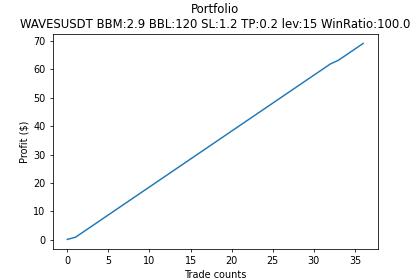 Portfolio
WAVESUSDT BBM:2.9 BBL:120 SL:1.2 TP:0.2 lev:15 WinRatio:100.0
70
60
50
40
30
20
10
0
Profit ($)
0 5 10 15 20 25 30 35
Trade counts